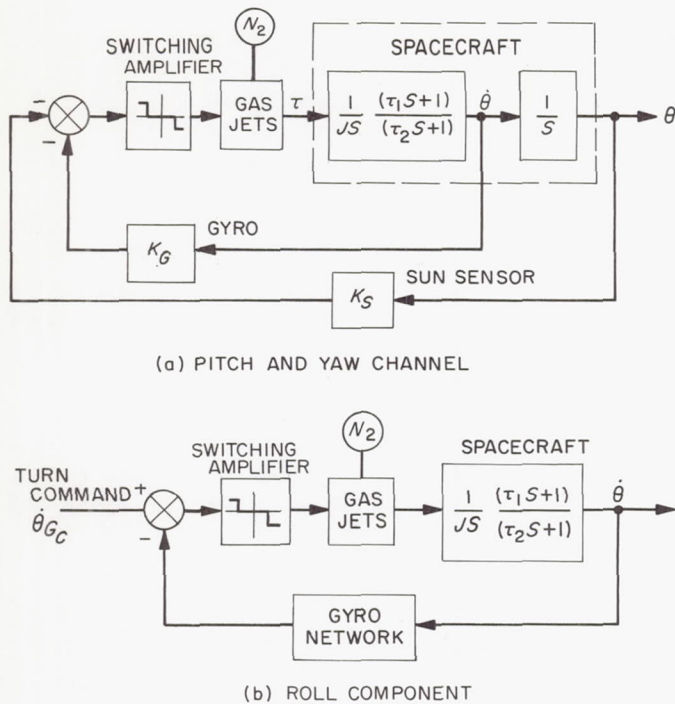 N2
SWITCHING
AMPLIFIER
SPACECRAFT
GAS
JETS
τ
1
JS
(τ1S+1)
(τ2S+1)
θ̇
1
S
θ
−
−
GYRO
KG
SUN SENSOR
KS
(a) PITCH AND YAW CHANNEL
N2
SWITCHING
AMPLIFIER
SPACECRAFT
TURN
COMMAND
+
θ̇GC
−
GAS
JETS
1
JS
(τ1S+1)
(τ2S+1)
θ̇
GYRO
NETWORK
(b) ROLL COMPONENT